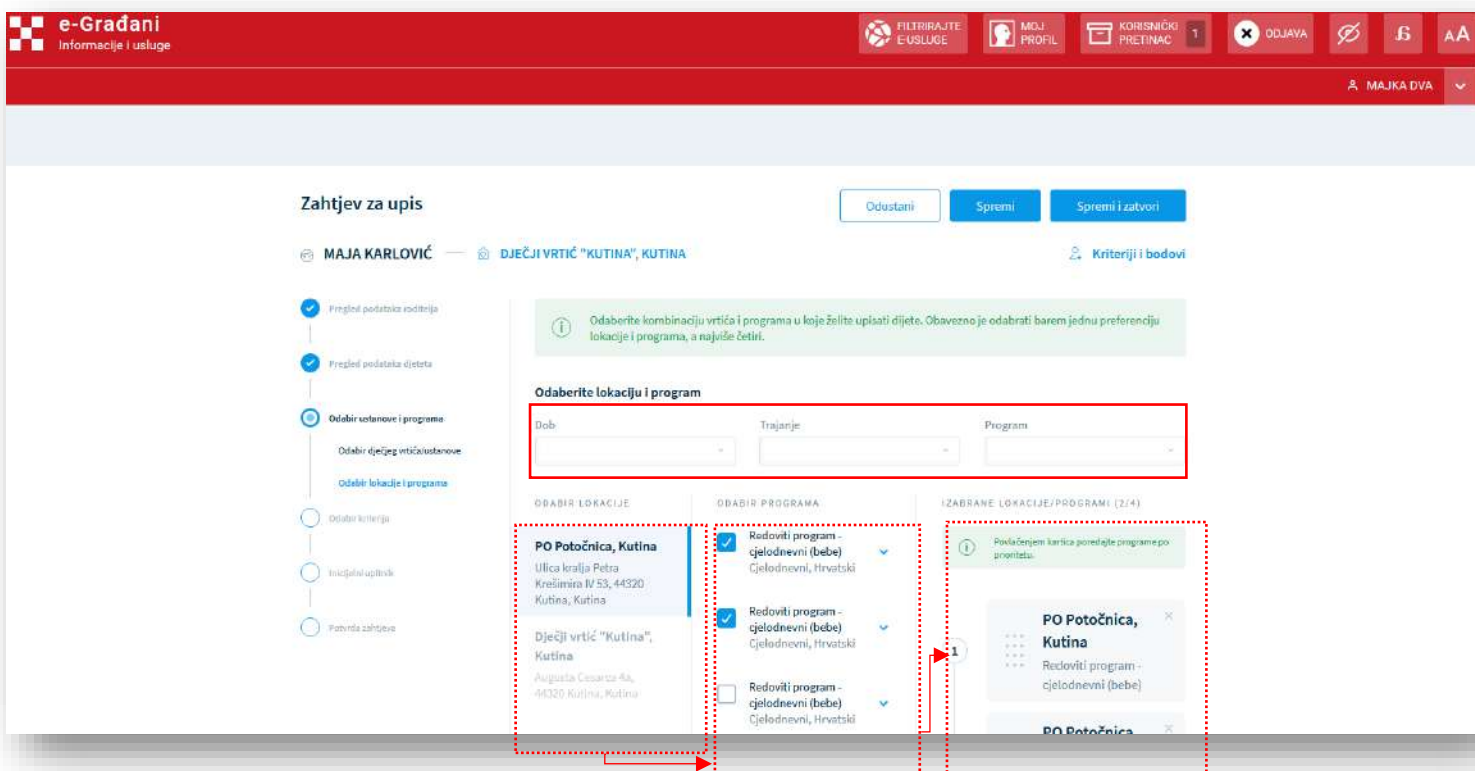 e-Građani
Informacije i usluge
FILTRIRAJTE
E-USLUGE
MOJ
PROFIL
KORISNIČKI
PRETINAC
1
ODJAVA
AA
MAJKA DVA
Zahtjev za upis
Odustani
Spremi
Spremi i zatvori
MAJA KARLOVIĆ
DJEČJI VRTIĆ "KUTINA", KUTINA
Kriteriji i bodovi
Pregled podataka roditelja
Pregled podataka djeteta
Odabir ustanove i programa
Odabir dječjeg vrtića/ustanove
Odabir lokacije i programa
Odabir kriterija
Inicijalni upitnik
Potvrda zahtjeva
Odaberite kombinaciju vrtića i programa u koje želite upisati dijete. Obavezno je odabrati barem jednu preferenciju
lokacije i programa, a najviše četiri.
Odaberite lokaciju i program
Dob
Trajanje
Program
ODABIR LOKACIJE
ODABIR PROGRAMA
IZABRANE LOKACIJE/PROGRAMI (2/4)
PO Potočnica, Kutina
Ulica kralja Petra
Krešimira IV 53, 44320
Kutina, Kutina
Dječji vrtić "Kutina",
Kutina
Augusta Cesarca 4a,
44320 Kutina, Kutina
Redoviti program -
cjelodnevni (bebe)
Cjelodnevni, Hrvatski
Redoviti program -
cjelodnevni (bebe)
Cjelodnevni, Hrvatski
Redoviti program -
cjelodnevni (bebe)
Cjelodnevni, Hrvatski
Povlačenjem kartica poredajte programe po
prioritetu.
1
PO Potočnica,
Kutina
Redoviti program -
cjelodnevni (bebe)
PO Potočnica